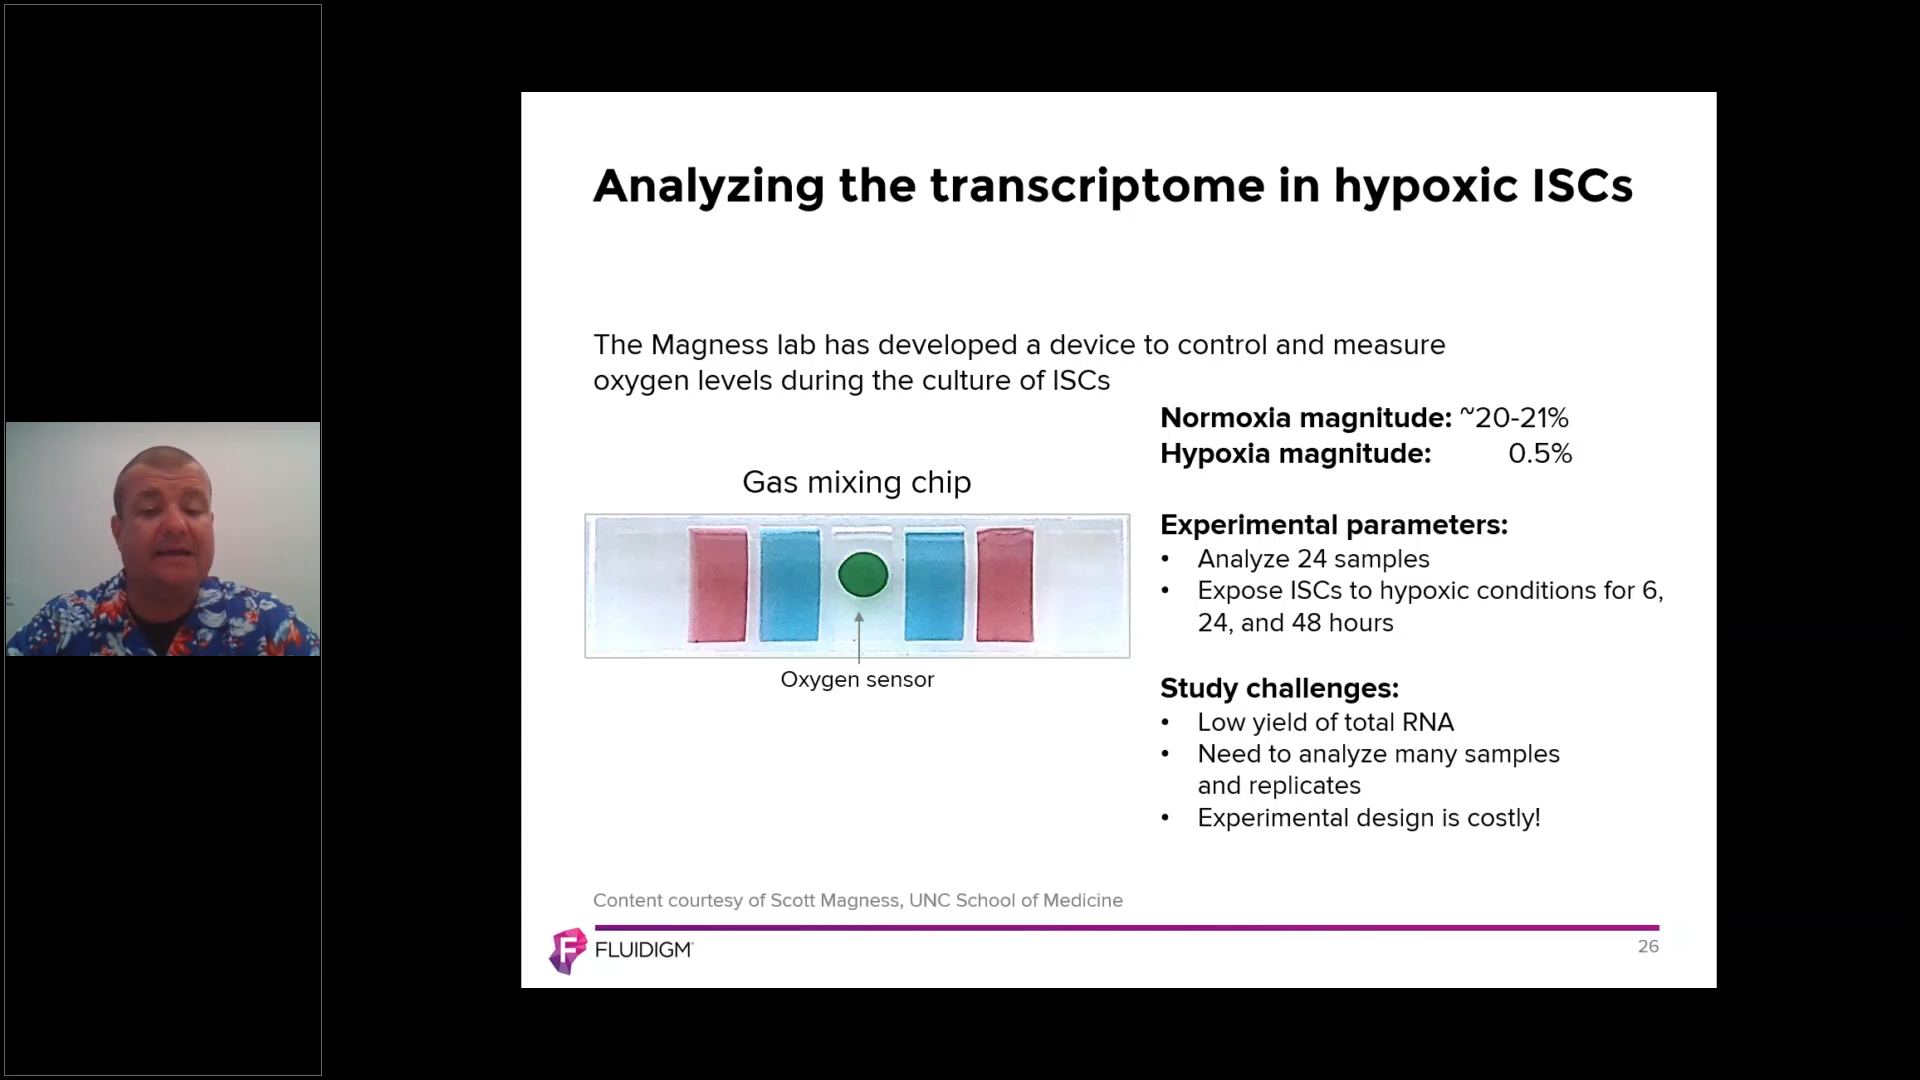 Analyzing the transcriptome in hypoxic ISCs
The Magness lab has developed a device to control and measure
oxygen levels during the culture of ISCs
Normoxia magnitude: ~20-21%
Hypoxia magnitude: 0.5%
Gas mixing chip
Oxygen sensor
Experimental parameters:
• Analyze 24 samples
• Expose ISCs to hypoxic conditions for 6,
24, and 48 hours
Study challenges:
• Low yield of total RNA
• Need to analyze many samples
and replicates
• Experimental design is costly!
Content courtesy of Scott Magness, UNC School of Medicine
F FLUIDIGM
26